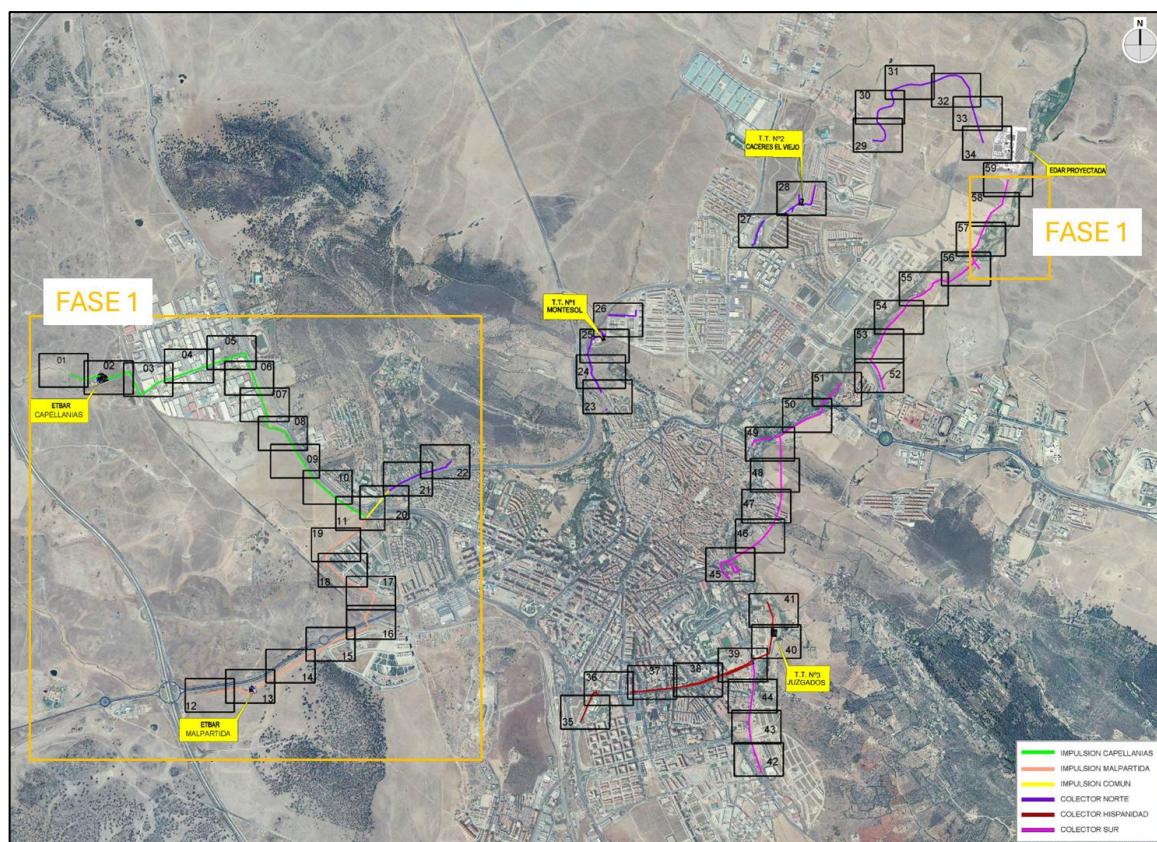 N
31
30
32
33
29
34
T.T. Nº2
CACERES EL VIEJO
EDAR PROYECTADA
59
28
58
27
57
FASE 1
56
55
FASE 1
T.T. Nº1
MONTESOL
26
54
25
53
05
04
01
02
03
06
24
52
ETBAR
CAPELLANIAS
07
23
51
50
08
49
09
22
48
10
21
20
47
11
19
46
18
45
17
41
16
40
15
39
T.T. Nº3
JUZGADOS
14
38
37
36
13
12
44
35
43
ETBAR
MALPARTIDA
42
IMPULSION CAPELLANIAS
IMPULSION MALPARTIDA
IMPULSION COMUN
COLECTOR NORTE
COLECTOR HISPANIDAD
COLECTOR SUR